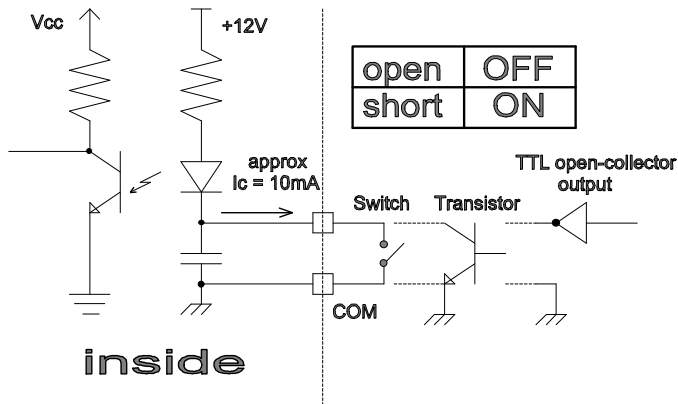 Vcc
+12V
open OFF
short ON
approx
Ic = 10mA
TTL open-collector
output
Switch
Transistor
COM
inside